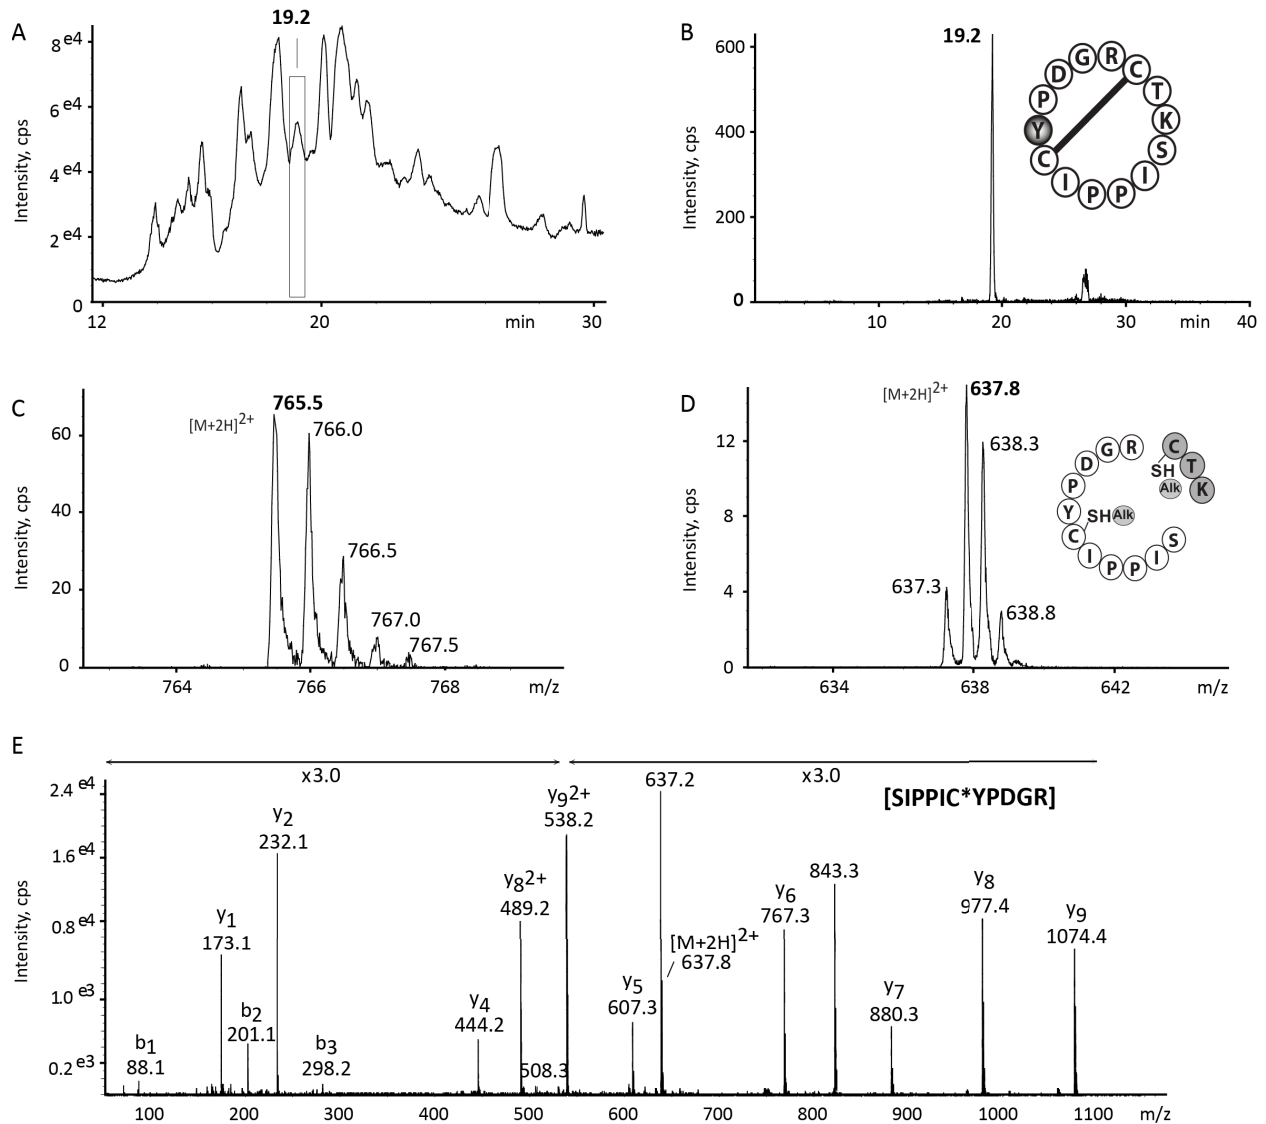 A
19.2
8 e4
6 e4
4 e4
2 e4
0
Intensity, cps
12
20
min
30
B
19.2
600
400
200
0
Intensity, cps
10
20
30
min
40
D
G
R
C
T
K
S
I
P
P
I
C
Y
P
C
[M+2H]2+
765.5
766.0
766.5
767.0
767.5
60
40
20
0
Intensity, cps
764
766
768
m/z
D
[M+2H]2+
637.8
638.3
637.3
638.8
12
8
4
0
Intensity, cps
634
638
642
m/z
R
G
D
P
Y
C
I
P
P
I
S
C
T
K
SH
Alk
SH
Alk
E
x3.0
x3.0
[SIPPIC*YPDGR]
2.4 e4
1.6 e4
0.8 e4
1.0 e3
0.2 e3
Intensity, cps
b1
88.1
y1
173.1
b2
201.1
y2
232.1
b3
298.2
y4
444.2
y8 2+
489.2
508.3
y9 2+
538.2
y5
607.3
637.2
[M+2H]2+
637.8
y6
767.3
843.3
y7
880.3
y8
977.4
y9
1074.4
100
200
300
400
500
600
700
800
900
1000
1100
m/z